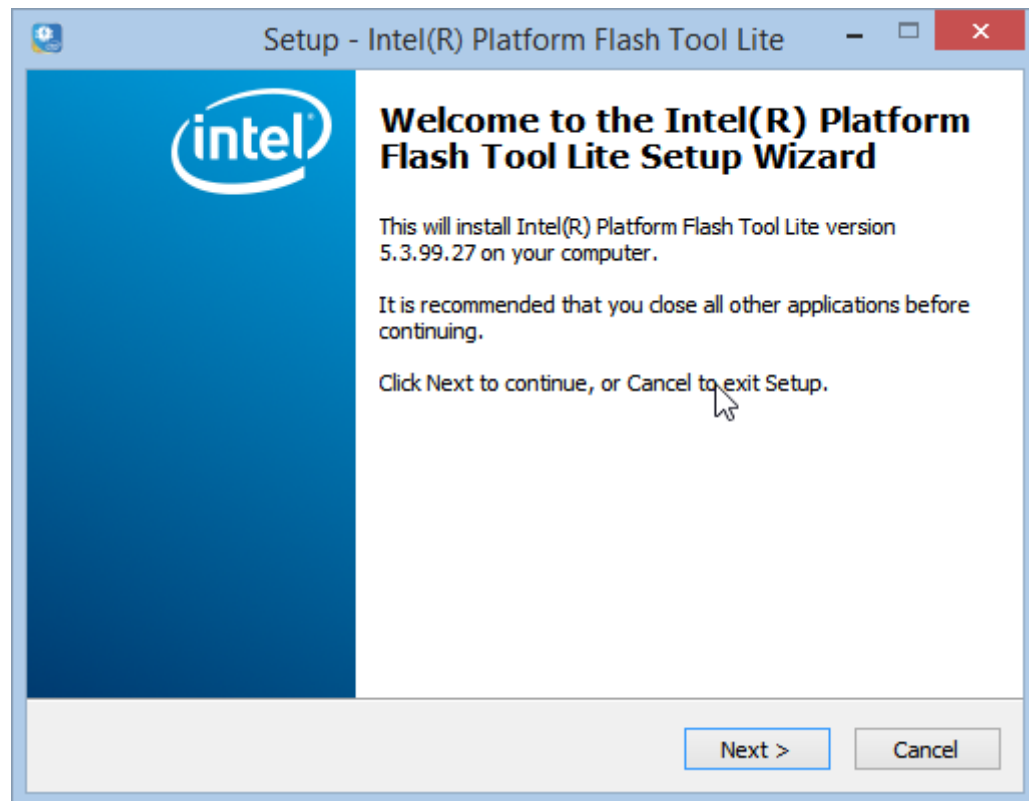 Setup - Intel(R) Platform Flash Tool Lite
intel
Welcome to the Intel(R) Platform
Flash Tool Lite Setup Wizard
This will install Intel(R) Platform Flash Tool Lite version
5.3.99.27 on your computer.
It is recommended that you close all other applications before
continuing.
Click Next to continue, or Cancel to exit Setup.
Next >
Cancel